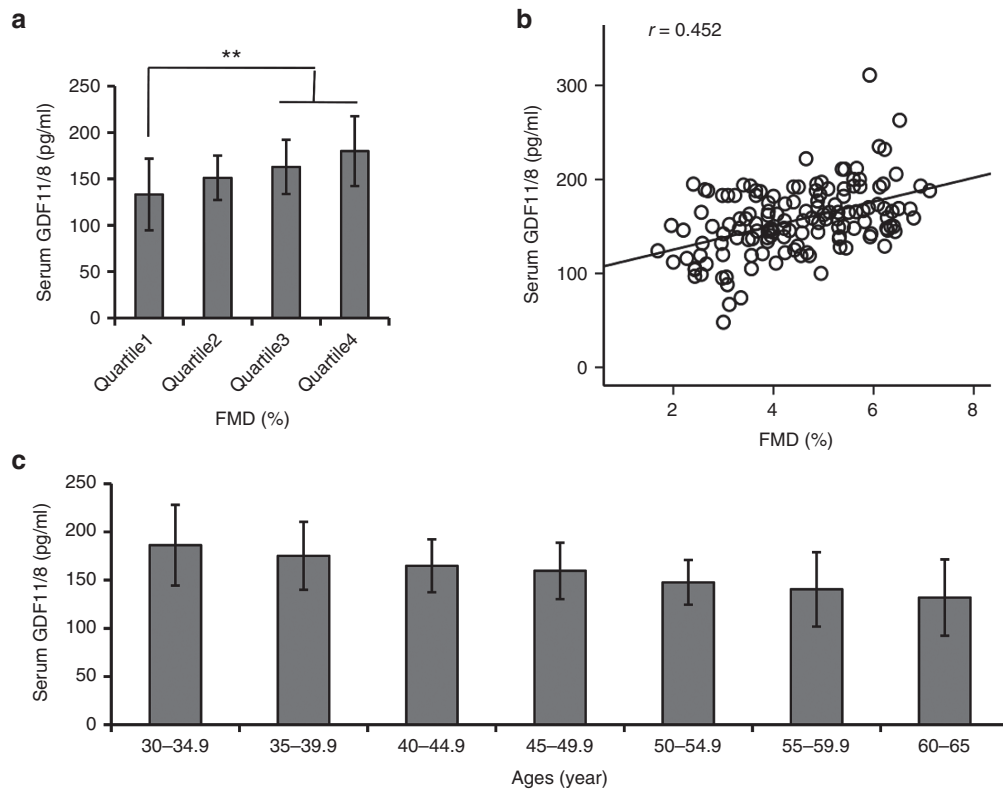 a
**
250
200
150
100
50
0
Serum GDF11/8 (pg/ml)
Quartile1
Quartile2
Quartile3
Quartile4
FMD (%)
b
r = 0.452
300
200
100
0
Serum GDF11/8 (pg/ml)
2 4 6 8
FMD (%)
c
250
200
150
100
50
0
Serum GDF11/8 (pg/ml)
30–34.9 35–39.9 40–44.9 45–49.9 50–54.9 55–59.9 60–65
Ages (year)